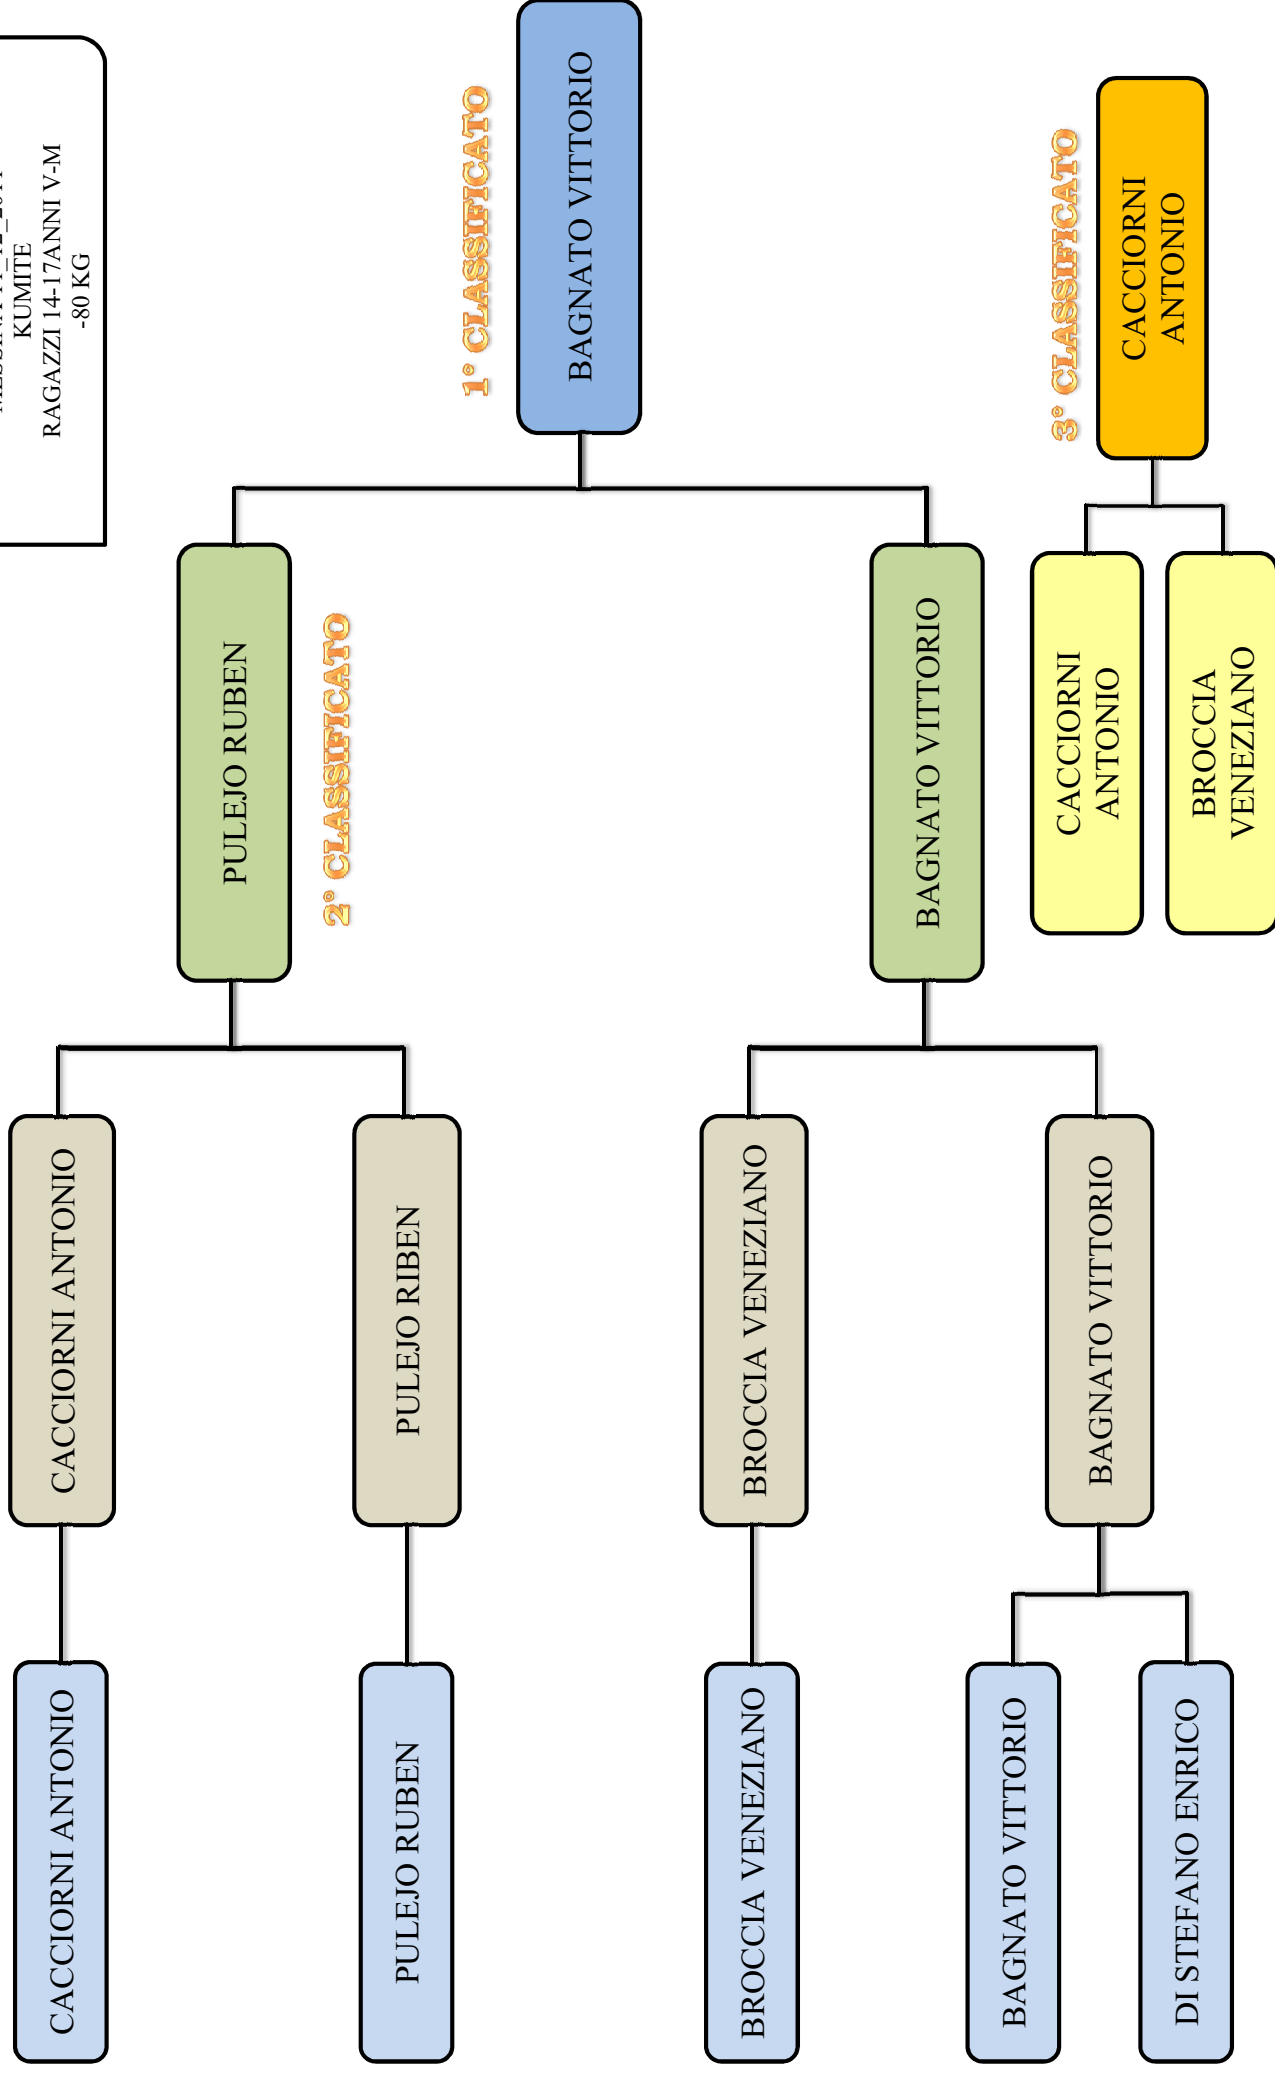 KUMITE
RAGAZZI 14-17ANNI V-M
-80 KG
CACCIORNI ANTONIO
PULEJO RUBEN
BROCCIA VENEZIANO
BAGNATO VITTORIO
DI STEFANO ENRICO
CACCIORNI ANTONIO
PULEJO RIBEN
BROCCIA VENEZIANO
BAGNATO VITTORIO
PULEJO RUBEN
2° CLASSIFICATO
BAGNATO VITTORIO
1° CLASSIFICATO
BAGNATO VITTORIO
CACCIORNI
ANTONIO
BROCCIA
VENEZIANO
3° CLASSIFICATO
CACCIORNI
ANTONIO